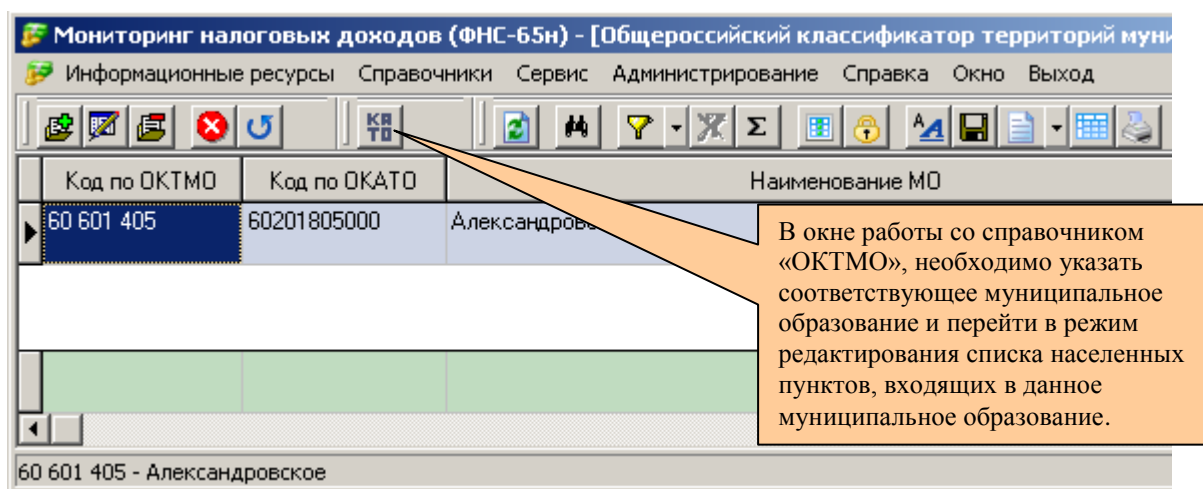 Мониторинг налоговых доходов (ФНС-65н) - [Общероссийский классификатор территорий муни
Информационные ресурсы Справочники Сервис Администрирование Справка Окно Выход
КЯ
ТО
Код по ОКТМО Код по ОКАТО Наименование МО
60 601 405 60201805000 Александровс
В окне работы со справочником
«ОКТМО», необходимо указать
соответствующее муниципальное
образование и перейти в режим
редактирования списка населенных
пунктов, входящих в данное
муниципальное образование.
60 601 405 - Александровское